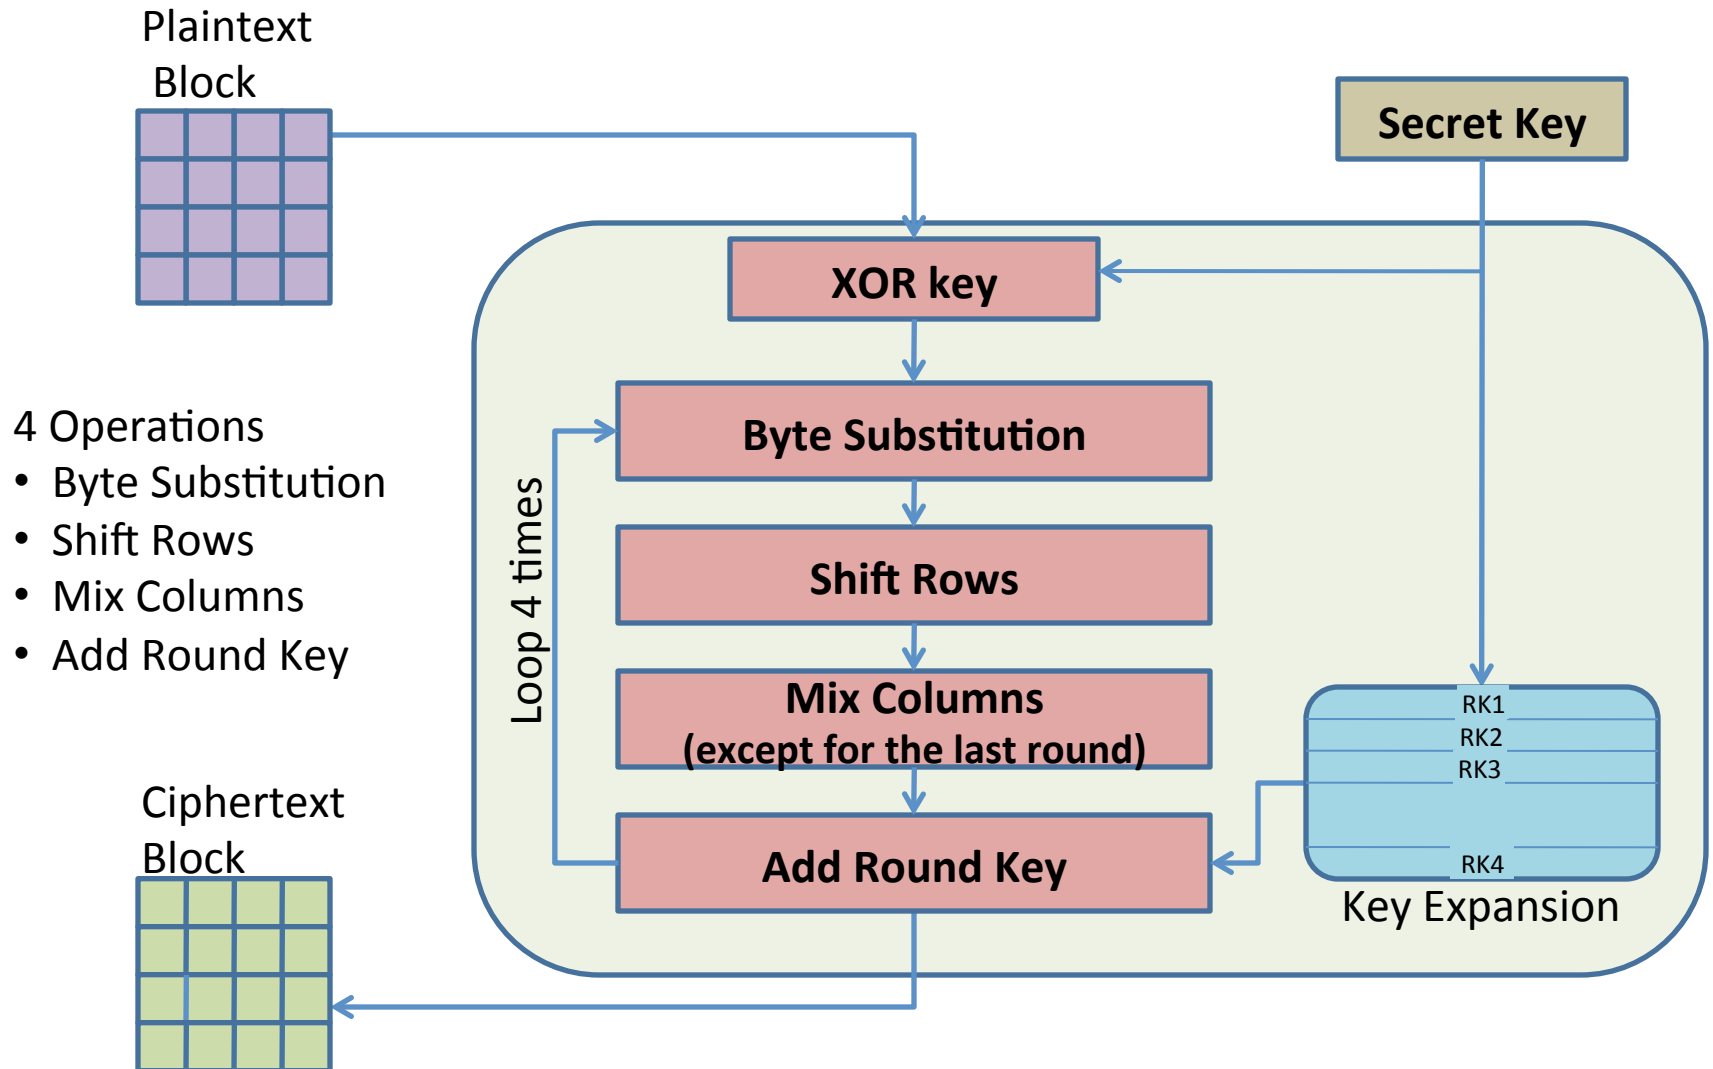 Plaintext
Block
Secret Key
XOR key
4 Operations
• Byte Substitution
• Shift Rows
• Mix Columns
• Add Round Key
Loop 4 times
Byte Substitution
Shift Rows
Mix Columns
(except for the last round)
Add Round Key
RK1
RK2
RK3
RK4
Key Expansion
Ciphertext
Block